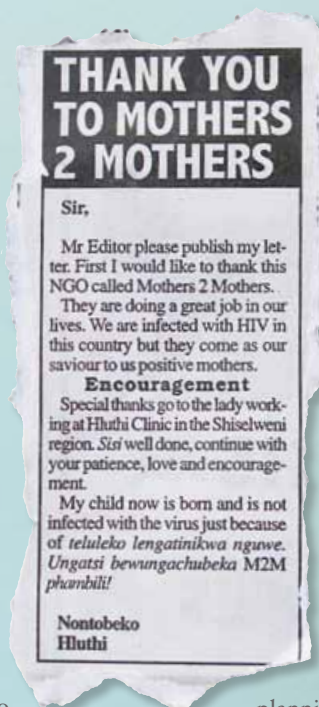 THANK YOU
TO MOTHERS
2 MOTHERS
Sir,
Mr Editor please publish my let-
ter. First I would like to thank this
NGO called Mothers 2 Mothers.
They are doing a great job in our
lives. We are infected with HIV in
this country but they come as our
saviour to us positive mothers.
Encouragement
Special thanks go to the lady work-
ing at Hluthi Clinic in the Shiselweni
region. Sisi well done, continue with
your patience, love and encourage-
ment.
My child now is born and is not
infected with the virus just because
of teluleko lengatinikwa nguwe.
Ungatsi bewungachubeka M2M
phambili!
Nontobeko
Hluthi